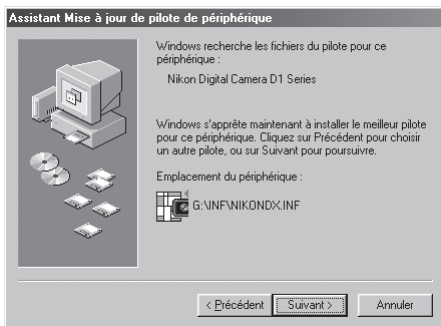 Assistant Mise à jour de pilote de périphérique
Windows recherche les fichiers du pilote pour ce
périphérique :
Nikon Digital Camera D1 Series
Windows s'apprête maintenant à installer le meilleur pilote
pour ce périphérique. Cliquez sur Précédent pour choisir
un autre pilote, ou sur Suivant pour poursuivre.
Emplacement du périphérique :
G:\INF\NIKONDX.INF
< Précédent
Suivant >
Annuler